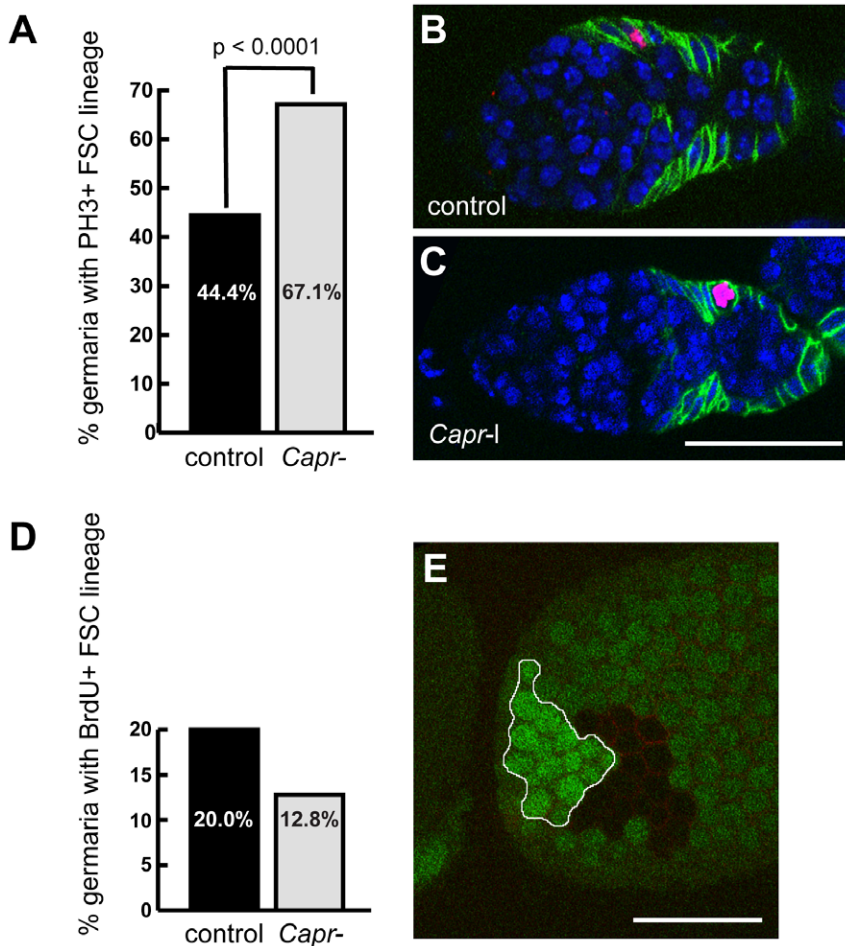 A
p < 0.0001
% germaria with PH3+ FSC lineage
70
60
50
40
30
20
10
0
44.4%
67.1%
control
Capr-
B
control
C
Capr-I
D
% germaria with BrdU+ FSC lineage
20
15
10
5
0
20.0%
12.8%
control
Capr-
E